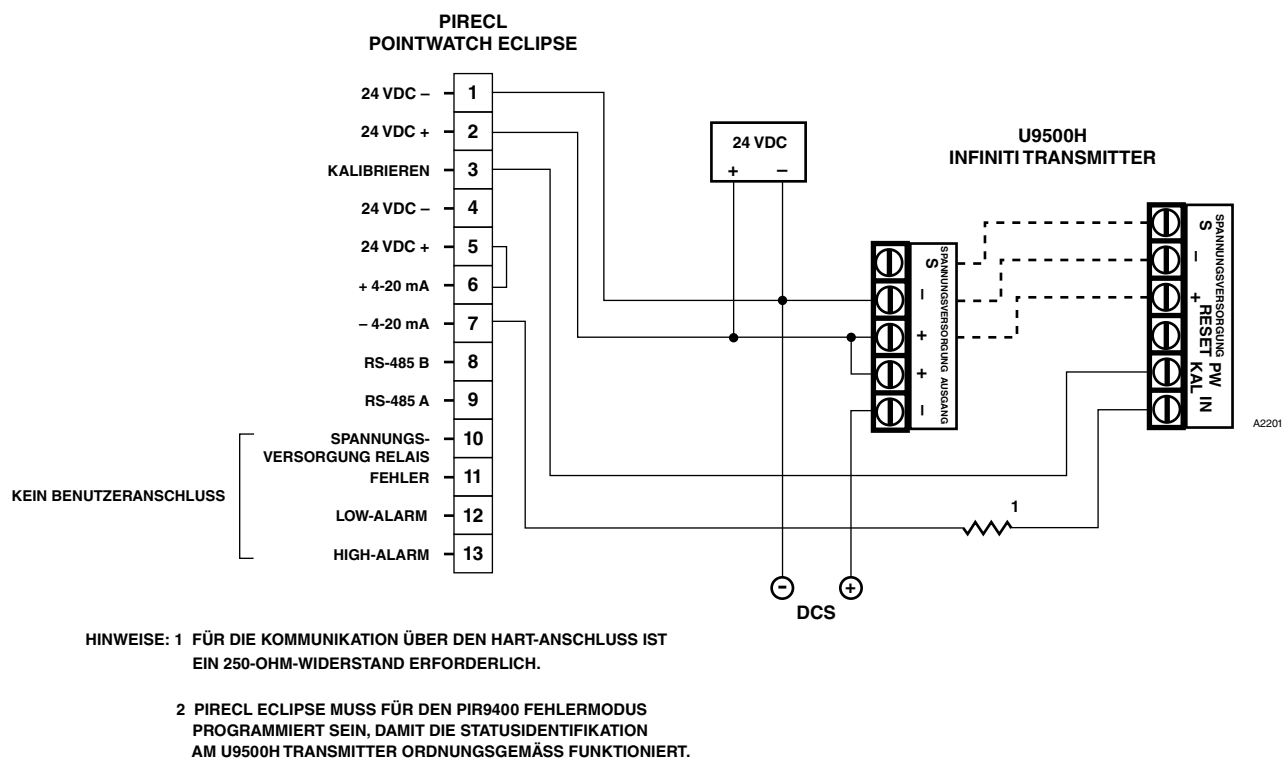 PIRECL
POINTWATCH ECLIPSE
24 VDC – 1
24 VDC + 2
KALIBRIEREN 3
24 VDC – 4
24 VDC + 5
+ 4-20 mA 6
– 4-20 mA 7
RS-485 B 8
RS-485 A 9
SPANNUNGS-
VERSORGUNG RELAIS 10
FEHLER 11
LOW-ALARM 12
HIGH-ALARM 13
KEIN BENUTZERANSCHLUSS
24 VDC
+ –
U9500H
INFINITI TRANSMITTER
S
–
+
+
–
SPANNUNGSVERSORGUNG AUSGANG
S
–
+
SPANNUNGSVERSORGUNG
RESET
PW
KAL
IN
A2201
1
- +
DCS
HINWEISE: 1 FÜR DIE KOMMUNIKATION ÜBER DEN HART-ANSCHLUSS IST
EIN 250-OHM-WIDERSTAND ERFORDERLICH.
2 PIRECL ECLIPSE MUSS FÜR DEN PIR9400 FEHLERMODUS
PROGRAMMIERT SEIN, DAMIT DIE STATUSIDENTIFIKATION
AM U9500H TRANSMITTER ORDNUNGSGEMÄSS FUNKTIONIERT.